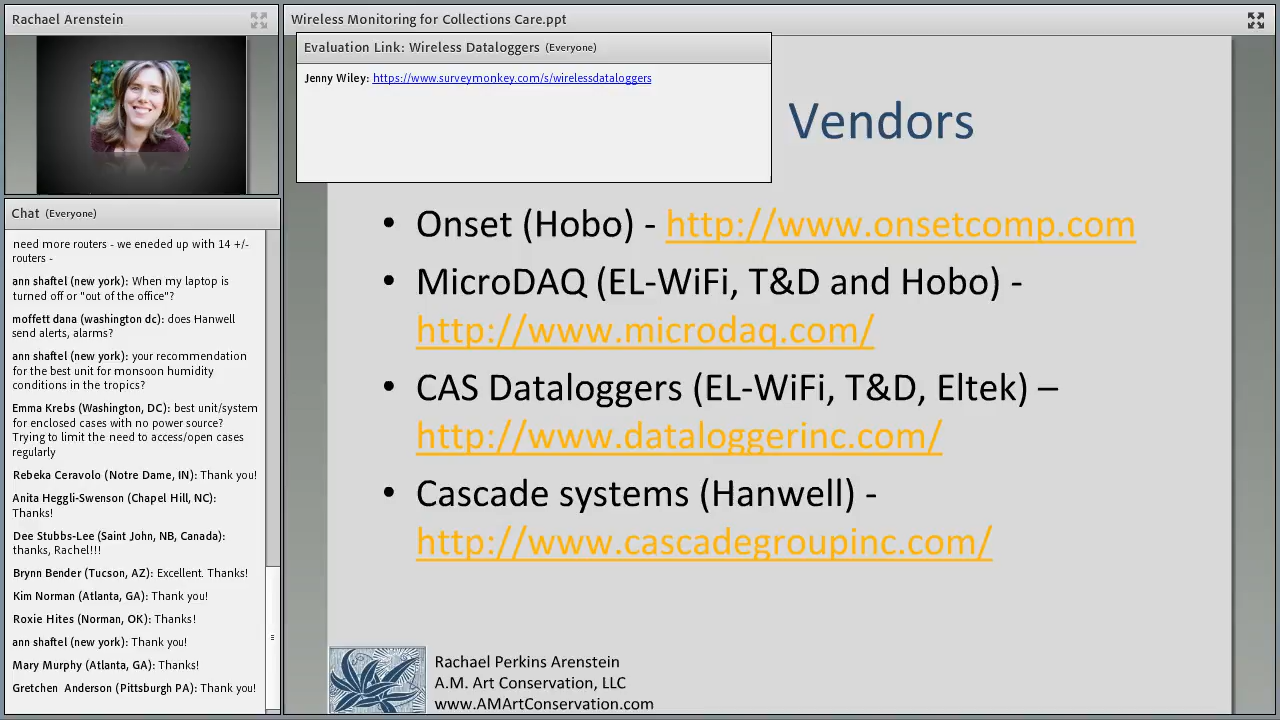 Rachael Arenstein
Chat (Everyone)
need more routers - we eneded up with 14 +/-
routers -
ann shaftel (new york): When my laptop is
turned off or "out of the office"?
moffett dana (washington dc): does Hanwell
send alerts, alarms?
ann shaftel (new york): your recommendation
for the best unit for monsoon humidity
conditions in the tropics?
Emma Krebs (Washington, DC): best unit/system
for enclosed cases with no power source?
Trying to limit the need to access/open cases
regularly
Rebeka Ceravolo (Notre Dame, IN): Thank you!
Anita Heggli-Swenson (Chapel Hill, NC):
Thanks!
Dee Stubbs-Lee (Saint John, NB, Canada):
thanks, Rachel!!!
Brynn Bender (Tucson, AZ): Excellent. Thanks!
Kim Norman (Atlanta, GA): Thank you!
Roxie Hites (Norman, OK): Thanks!
ann shaftel (new york): Thank you!
Mary Murphy (Atlanta, GA): Thanks!
Gretchen  Anderson (Pittsburgh PA): Thank you!
Wireless Monitoring for Collections Care.ppt
Evaluation Link: Wireless Dataloggers (Everyone)
Jenny Wiley: https://www.surveymonkey.com/s/wirelessdataloggers
Vendors
• Onset (Hobo) - http://www.onsetcomp.com
• MicroDAQ (EL-WiFi, T&D and Hobo) -
http://www.microdaq.com/
• CAS Dataloggers (EL-WiFi, T&D, Eltek) –
http://www.dataloggerinc.com/
• Cascade systems (Hanwell) -
http://www.cascadegroupinc.com/
Rachael Perkins Arenstein
A.M. Art Conservation, LLC
www.AMArtConservation.com